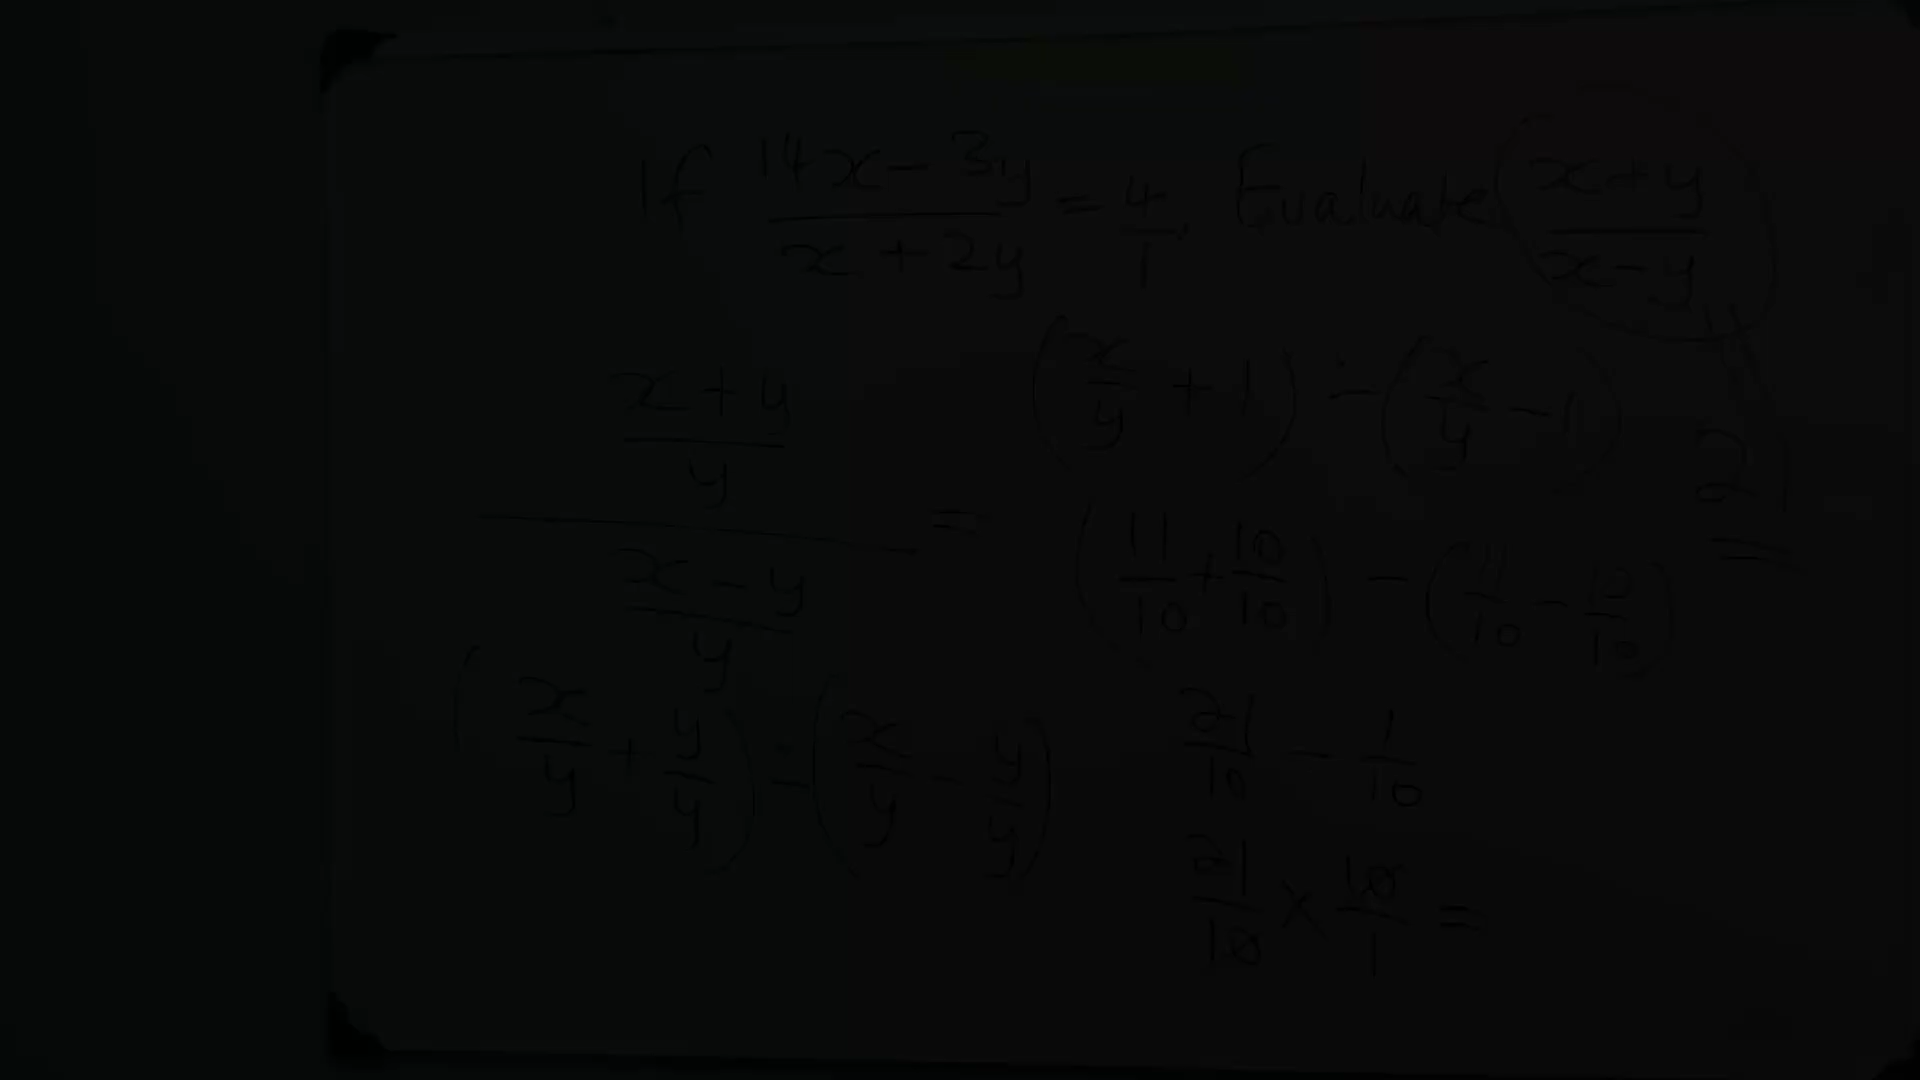 If (14x - 3y)/(x + 2y) = 4/1. Evaluate (x+y)/(x-y)
((x+y)/y)/((x-y)/y) =
(x/y + y/y) ÷ (x/y - y/y)
(x/y + 1) ÷ (x/y - 1)
(11/10 + 10/10) - (11/10 - 10/10)
21/10 - 1/10
21/10 × 10/1 =
21